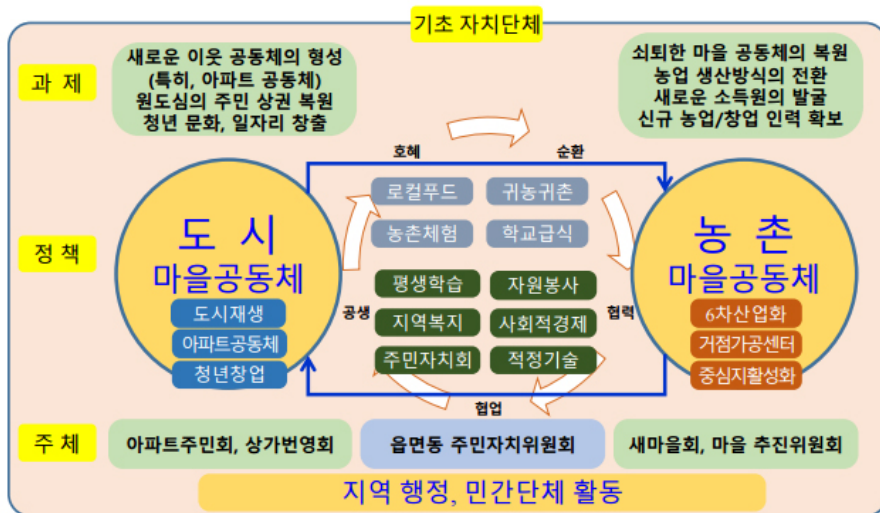 기초 자치단체
과 제
새로운 이웃 공동체의 형성
(특히, 아파트 공동체)
원도심의 주민 상권 복원
청년 문화, 일자리 창출
쇠퇴한 마을 공동체의 복원
농업 생산방식의 전환
새로운 소득원의 발굴
신규 농업/창업 인력 확보
호혜
순환
정 책
도 시
마을공동체
도시재생
아파트공동체
청년창업
로컬푸드
귀농귀촌
농촌체험
학교급식
공생
평생학습
자원봉사
지역복지
사회적경제
주민자치회
적정기술
협력
농 촌
마을공동체
6차산업화
거점가공센터
중심지활성화
협업
주 체
아파트주민회, 상가번영회
읍면동 주민자치위원회
새마을회, 마을 추진위원회
지역 행정, 민간단체 활동